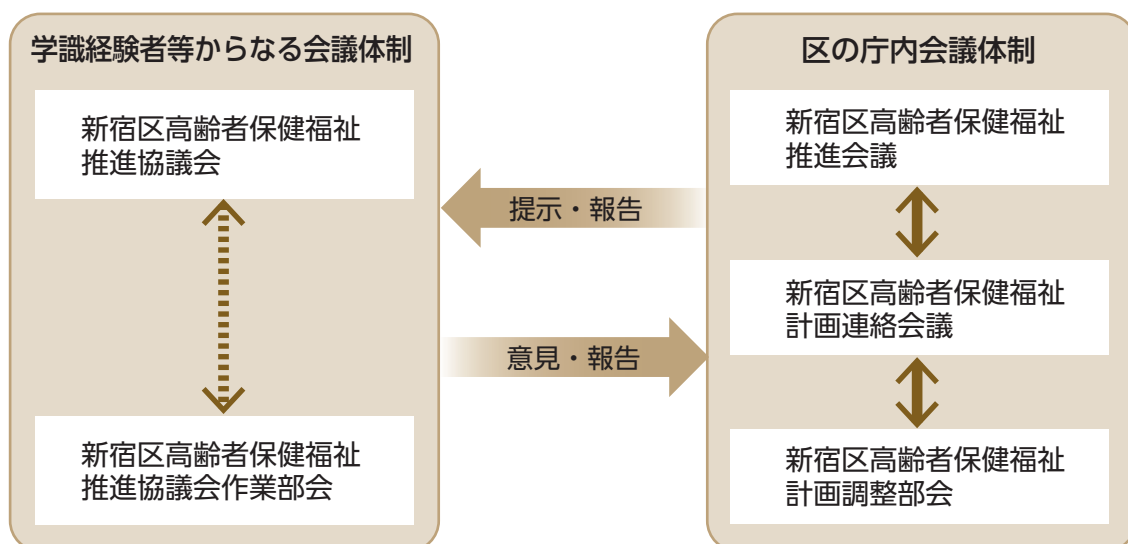 学識経験者等からなる会議体制
新宿区高齢者保健福祉
推進協議会
新宿区高齢者保健福祉
推進協議会作業部会
提示・報告
意見・報告
区の庁内会議体制
新宿区高齢者保健福祉
推進会議
新宿区高齢者保健福祉
計画連絡会議
新宿区高齢者保健福祉
計画調整部会